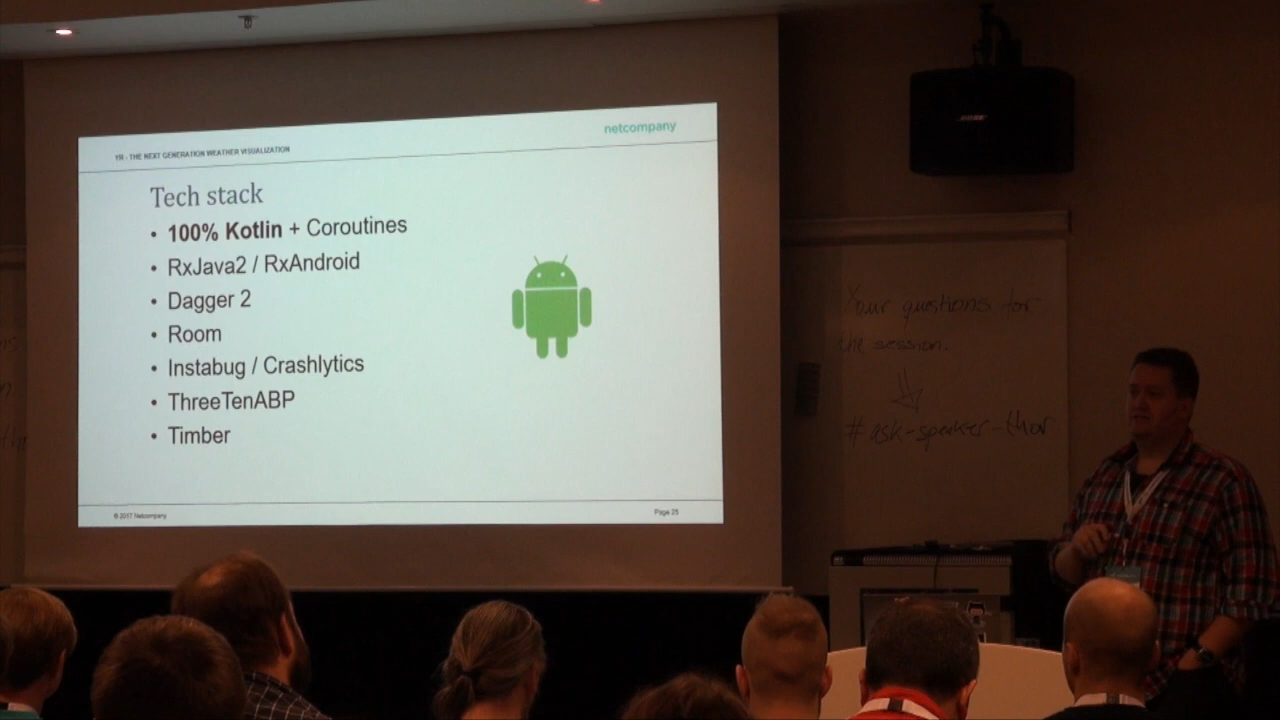 netcompany
YR - THE NEXT GENERATION WEATHER VISUALIZATION
Tech stack
• 100% Kotlin + Coroutines
• RxJava2 / RxAndroid
• Dagger 2
• Room
• Instabug / Crashlytics
• ThreeTenABP
• Timber
© 2017 Netcompany
Page 25
BOSE
Your questions for
the session.
#ask-speaker-thor